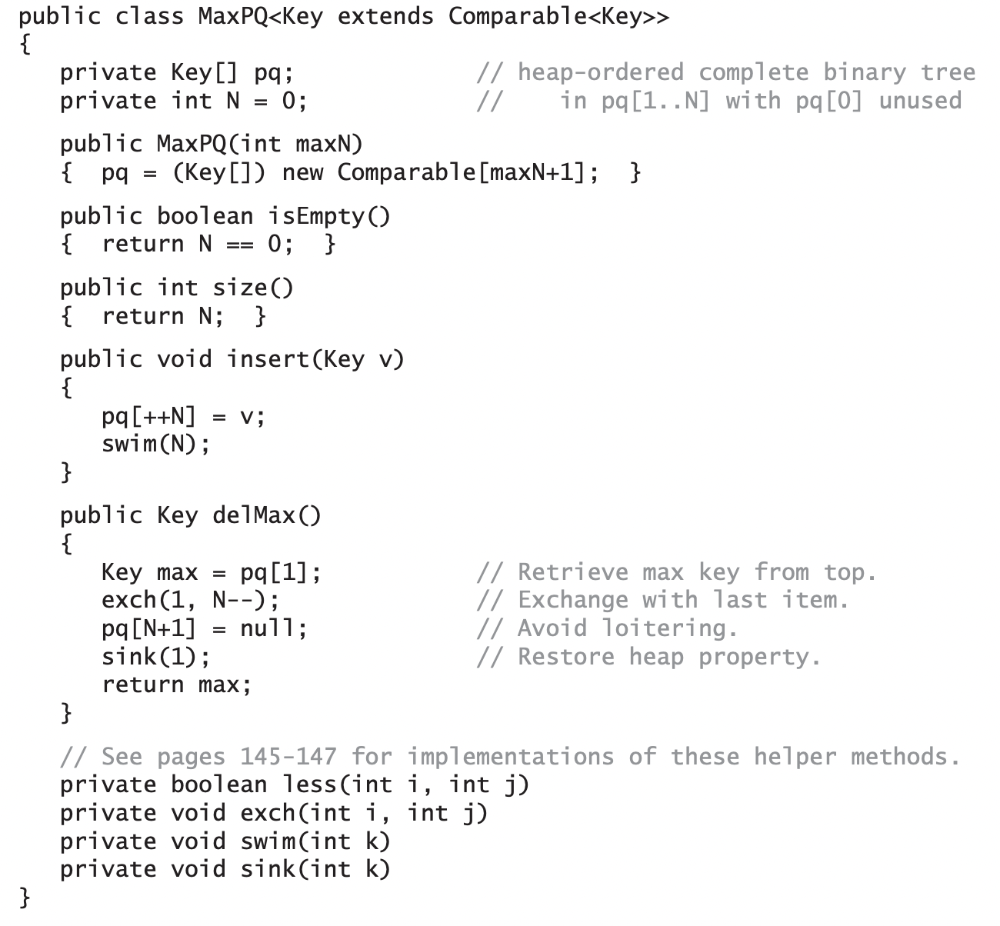 public class MaxPQ<Key extends Comparable<Key>>
{
   private Key[] pq;             // heap-ordered complete binary tree
   private int N = 0;            //    in pq[1..N] with pq[0] unused
   public MaxPQ(int maxN)
   {  pq = (Key[]) new Comparable[maxN+1];  }
   public boolean isEmpty()
   {  return N == 0;  }
   public int size()
   {  return N;  }
   public void insert(Key v)
   {
      pq[++N] = v;
      swim(N);
   }
   public Key delMax()
   {
      Key max = pq[1];           // Retrieve max key from top.
      exch(1, N--);              // Exchange with last item.
      pq[N+1] = null;            // Avoid loitering.
      sink(1);                   // Restore heap property.
      return max;
   }
   // See pages 145-147 for implementations of these helper methods.
   private boolean less(int i, int j)
   private void exch(int i, int j)
   private void swim(int k)
   private void sink(int k)
}